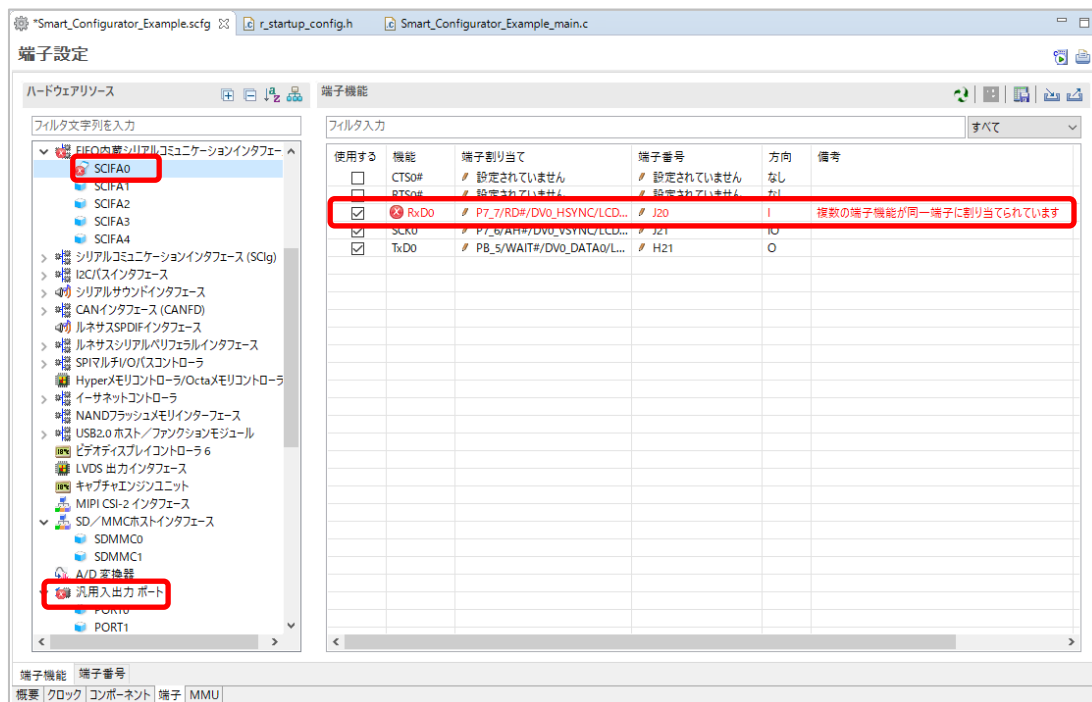 *Smart_Configurator_Example.scfg
r_startup_config.h
Smart_Configurator_Example_main.c
端子設定
ハードウェアリソース
端子機能
フィルタ文字列を入力
フィルタ入力
すべて
FIFO内蔵シリアルコミュニケーションインタフェー
SCIFA0
SCIFA1
SCIFA2
SCIFA3
SCIFA4
シリアルコミュニケーションインタフェース (SCIg)
I2Cバスインタフェース
シリアルサウンドインタフェース
CANインタフェース (CANFD)
ルネサスSPDIFインタフェース
ルネサスシリアルペリフェラルインタフェース
SPIマルチI/Oバスコントローラ
Hyperメモリコントローラ/Octaメモリコントローラ
イーサネットコントローラ
NANDフラッシュメモリインターフェース
USB2.0 ホスト／ファンクションモジュール
ビデオディスプレイコントローラ 6
LVDS 出力インタフェース
キャプチャエンジンユニット
MIPI CSI-2 インタフェース
SD／MMCホストインタフェース
SDMMC0
SDMMC1
A/D 変換器
汎用入出力 ポート
PORT0
PORT1
使用する 機能 端子割り当て 端子番号 方向 備考
CTS0# 設定されていません 設定されていません なし
RTS0# 設定されていません 設定されていません なし
RxD0 P7_7/RD#/DV0_HSYNC/LCD... J20 I 複数の端子機能が同一端子に割り当てられています
SCK0 P7_6/AH#/DV0_VSYNC/LCD... J21 IO
TxD0 PB_5/WAIT#/DV0_DATA0/L... H21 O
端子機能 端子番号
概要 クロック コンポーネント 端子 MMU